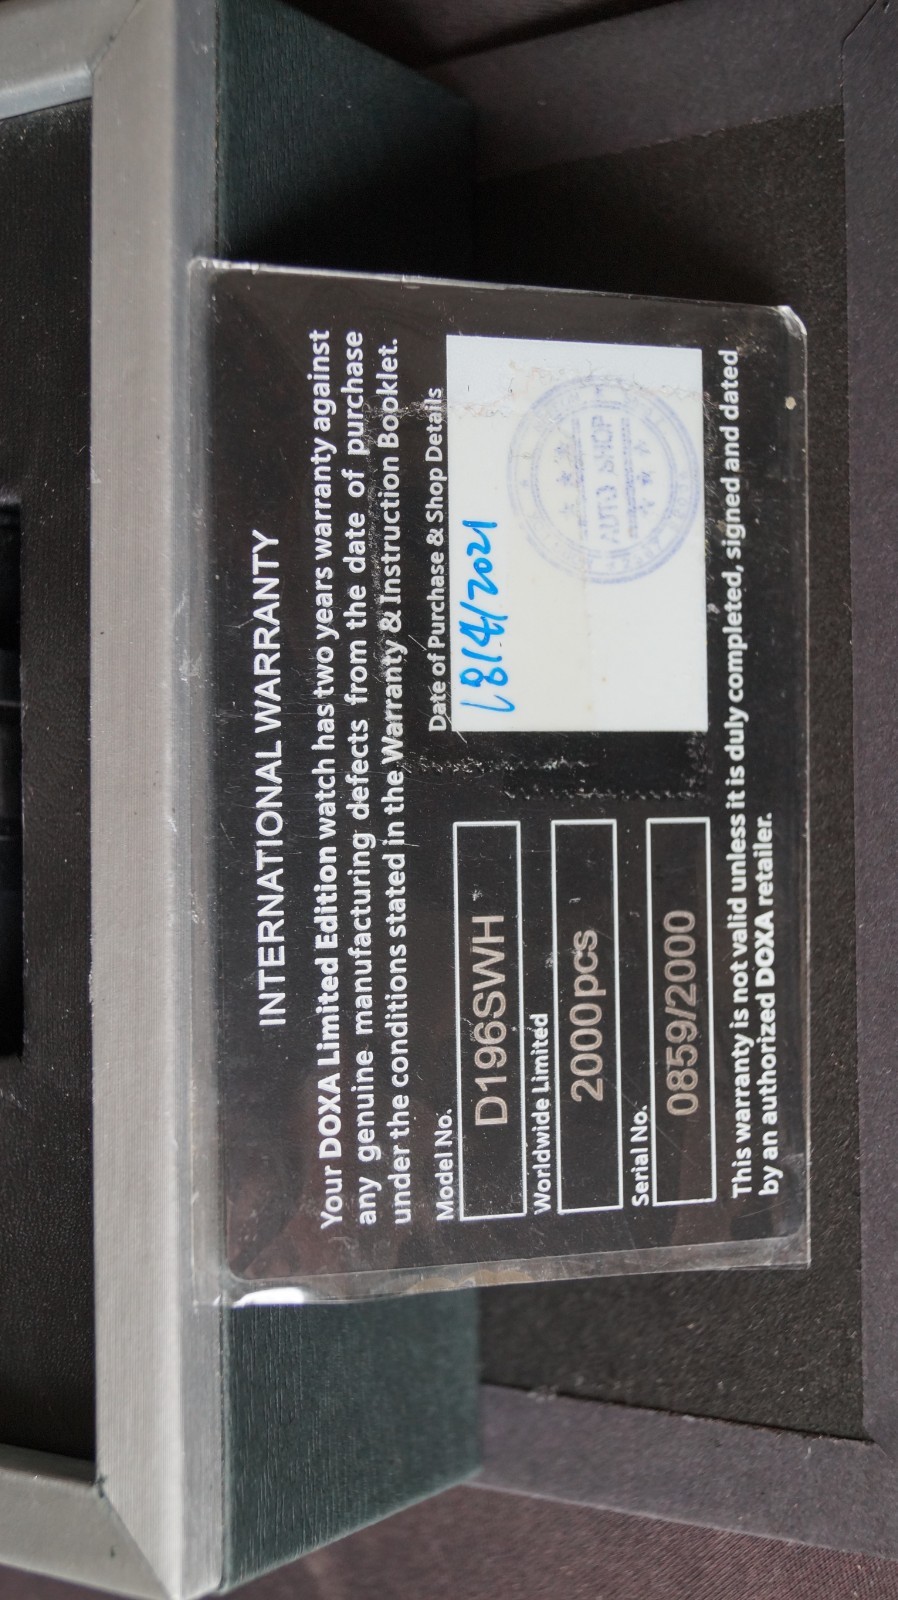 INTERNATIONAL WARRANTY
Your DOXA Limited Edition watch has two years warranty against
any genuine manufacturing defects from the date of purchase
under the conditions stated in the Warranty & Instruction Booklet.
Model No.
D196SWH
Worldwide Limited
2000pcs
Serial No.
0859/2000
Date of Purchase & Shop Details
18/4/2021
AUTO SHOP
This warranty is not valid unless it is duly completed, signed and dated
by an authorized DOXA retailer.